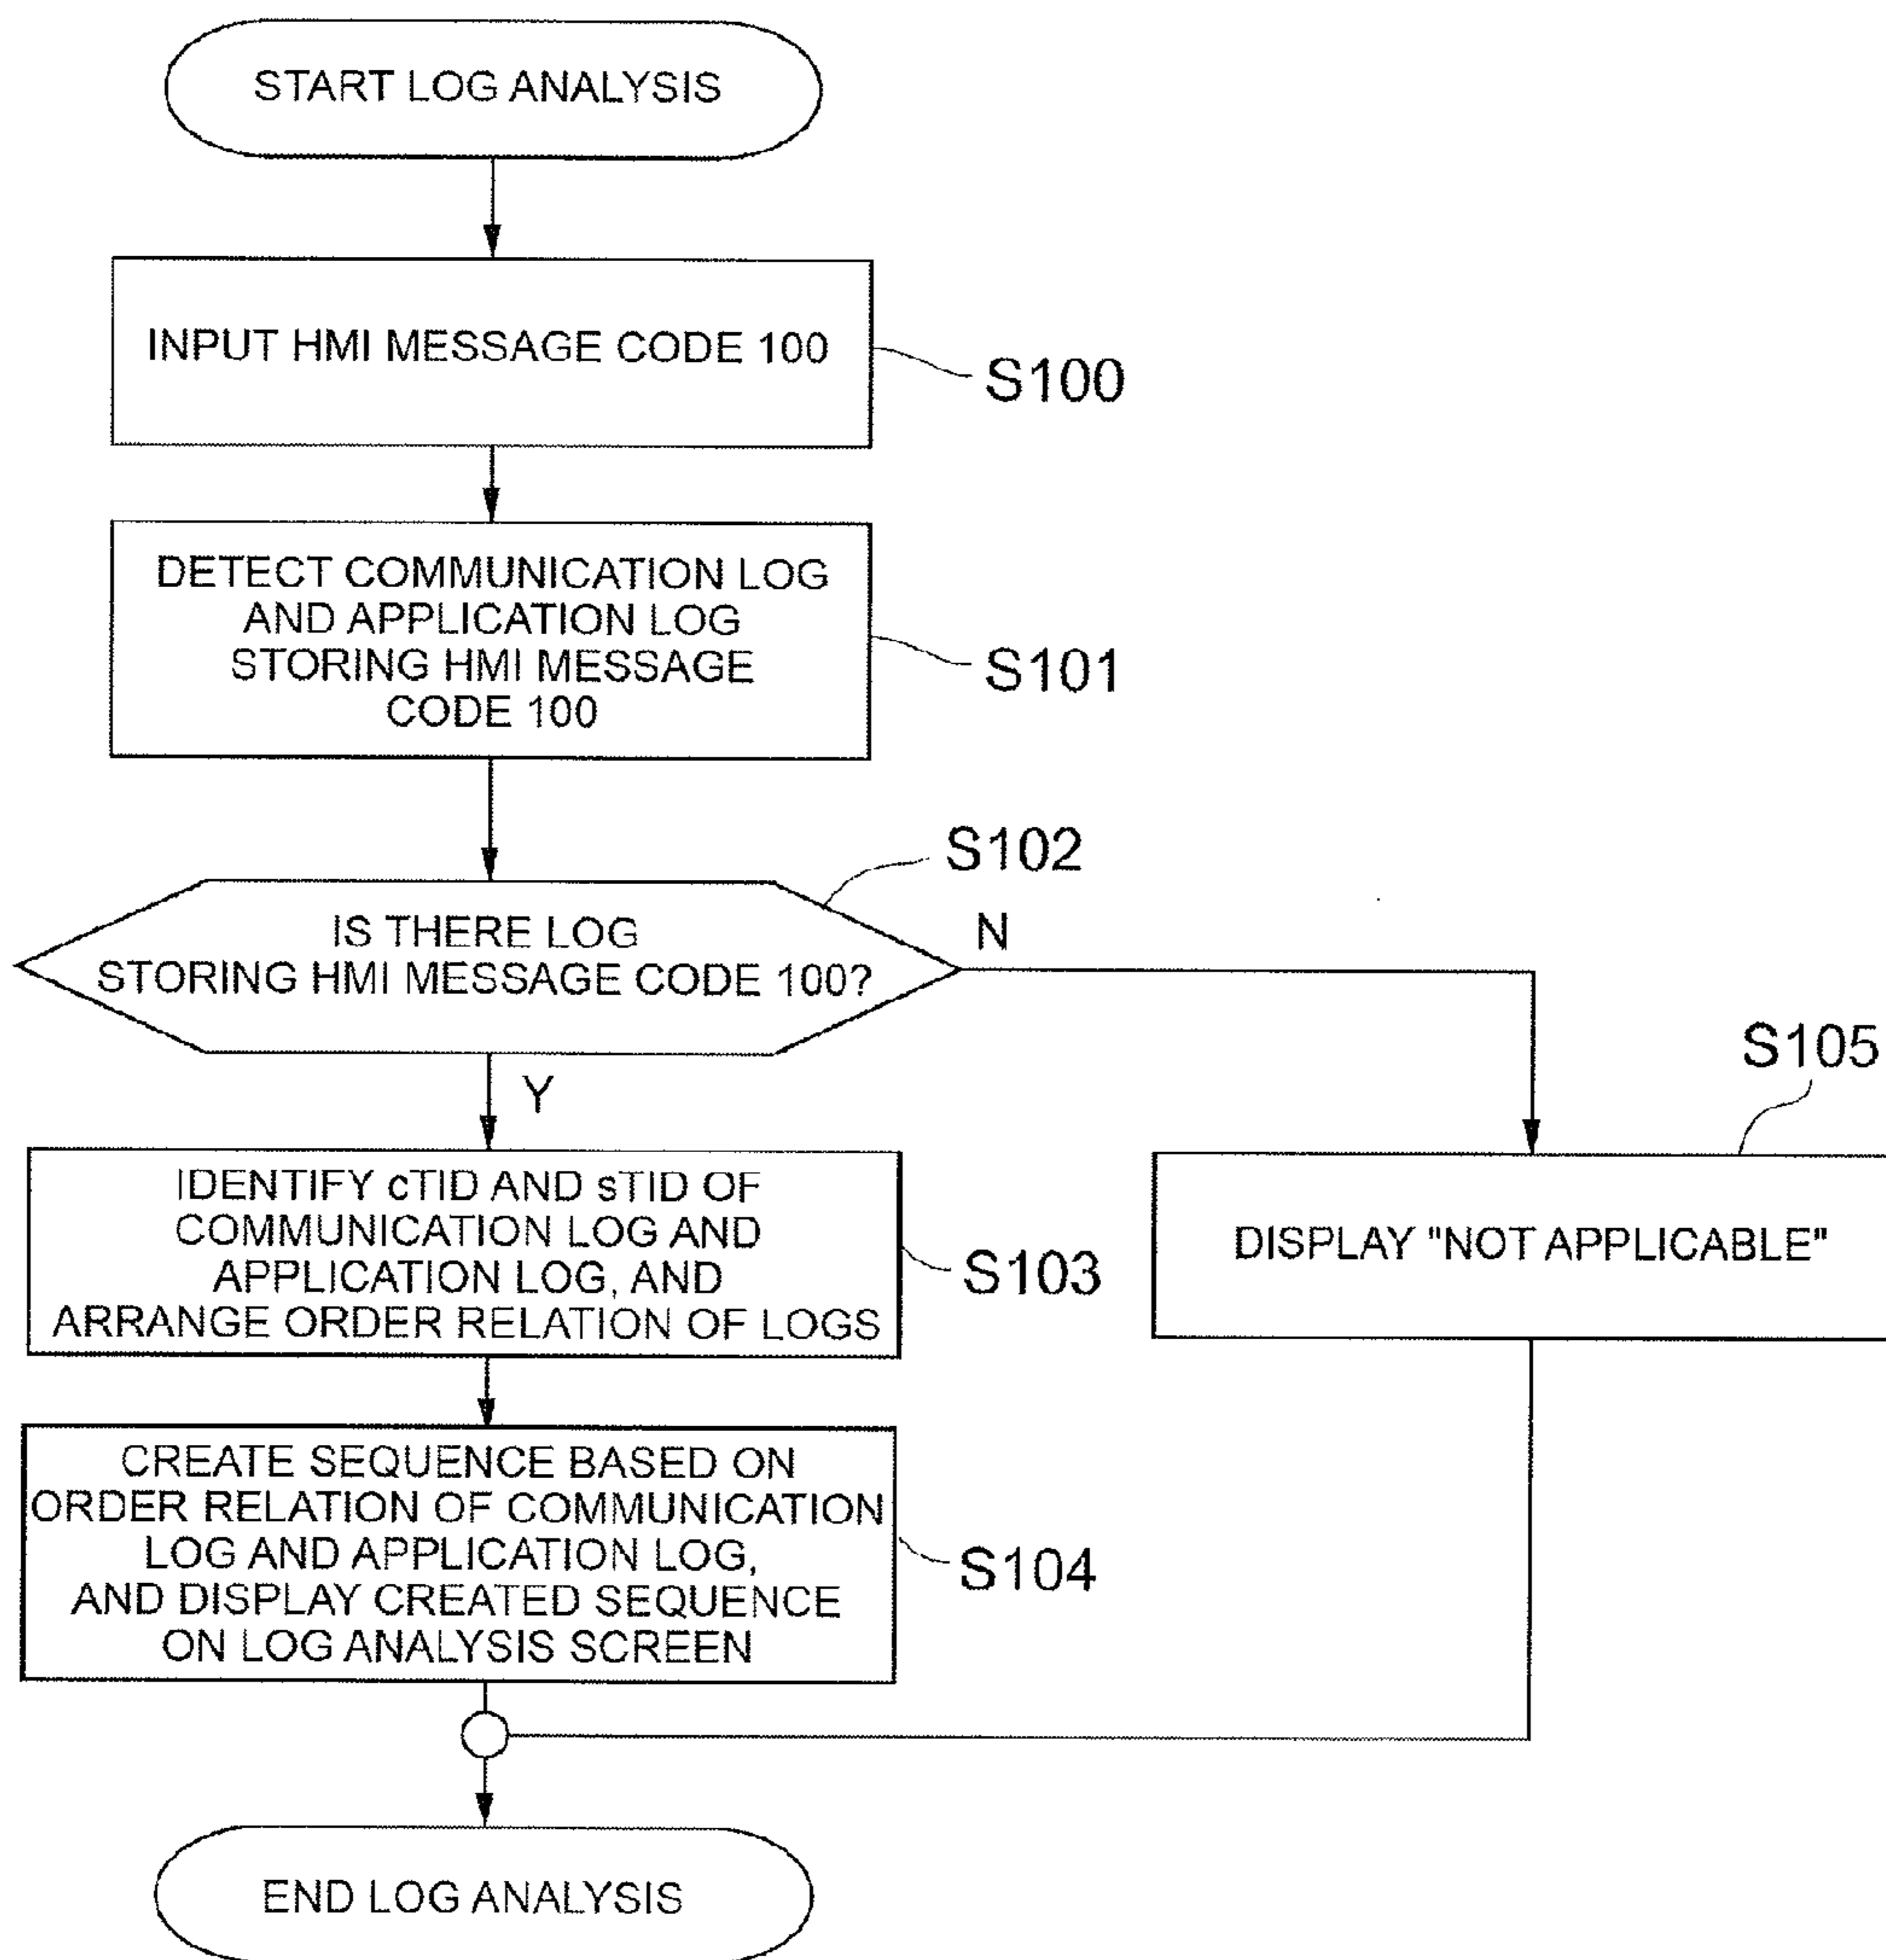 START LOG ANALYSIS
INPUT HMI MESSAGE CODE 100
S100
DETECT COMMUNICATION LOG
AND APPLICATION LOG
STORING HMI MESSAGE
CODE 100
S101
S102
IS THERE LOG
STORING HMI MESSAGE CODE 100?
N
Y
S105
IDENTIFY cTID AND sTID OF
COMMUNICATION LOG AND
APPLICATION LOG, AND
ARRANGE ORDER RELATION OF LOGS
S103
DISPLAY "NOT APPLICABLE"
CREATE SEQUENCE BASED ON
ORDER RELATION OF COMMUNICATION
LOG AND APPLICATION LOG,
AND DISPLAY CREATED SEQUENCE
ON LOG ANALYSIS SCREEN
S104
END LOG ANALYSIS